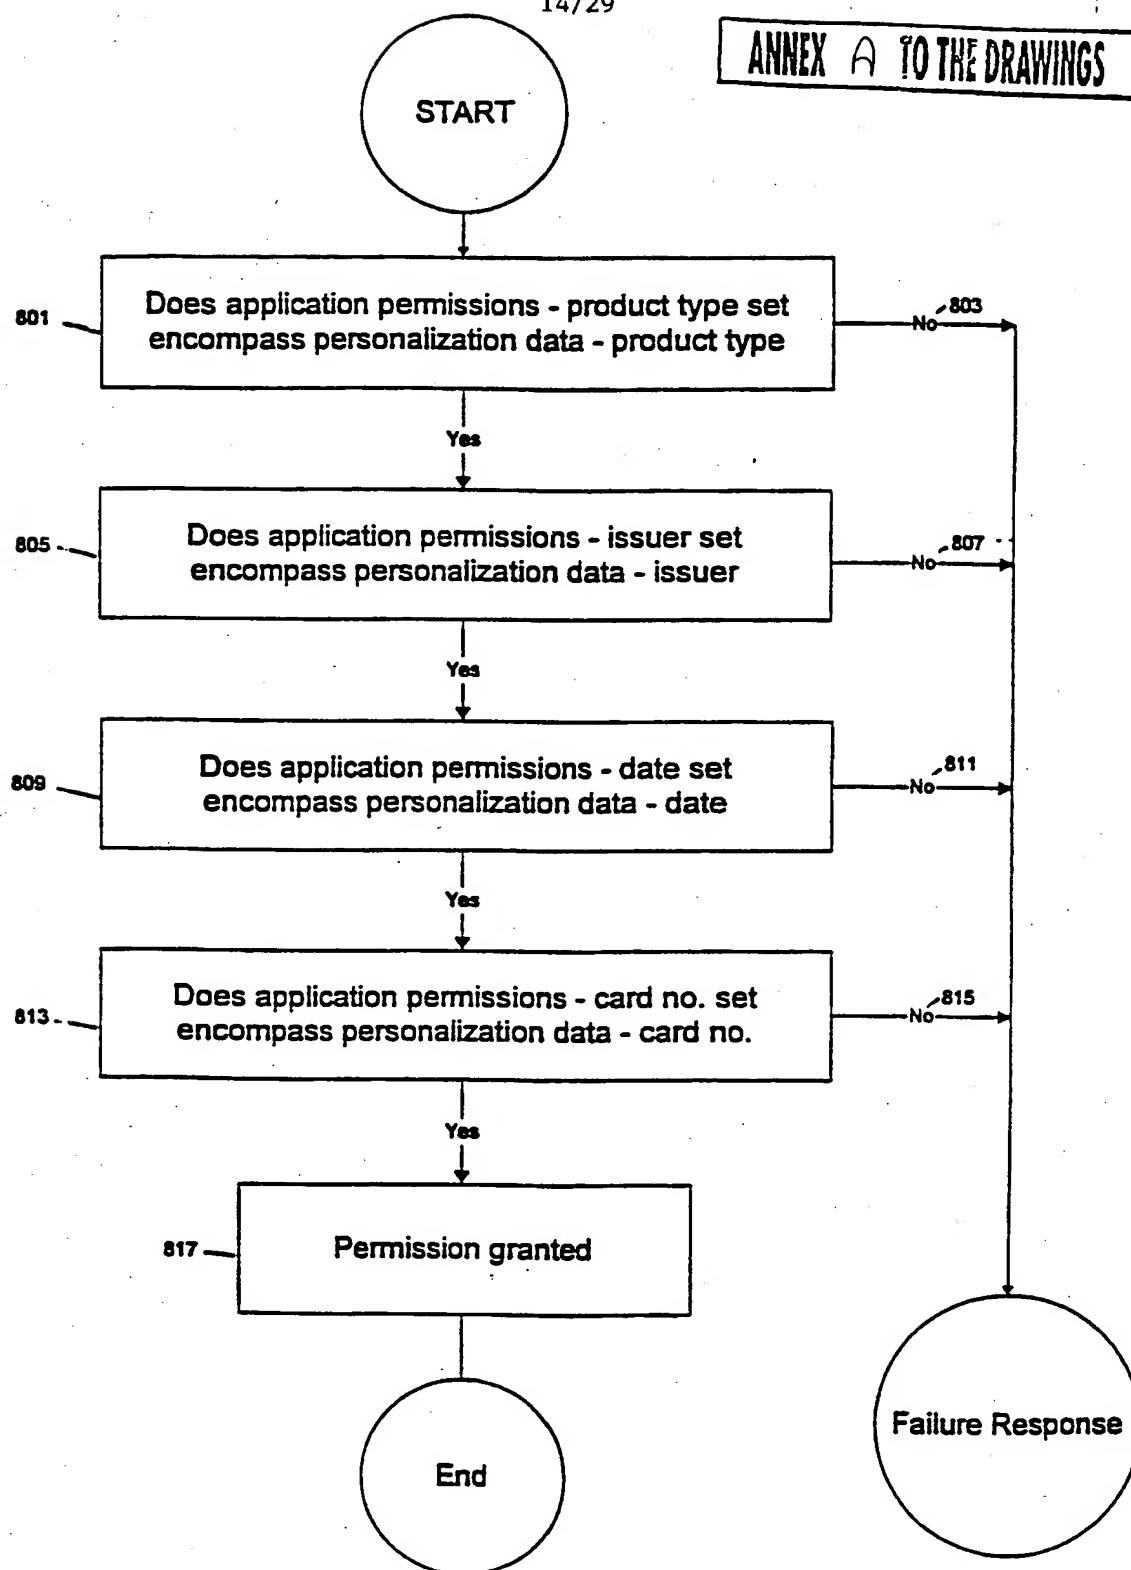 14/29
ANNEX A TO THE DRAWINGS
START
801
Does application permissions - product type set
encompass personalization data - product type
No
803
Yes
805
Does application permissions - issuer set
encompass personalization data - issuer
No
807
Yes
809
Does application permissions - date set
encompass personalization data - date
No
811
Yes
813
Does application permissions - card no. set
encompass personalization data - card no.
No
815
Yes
817
Permission granted
Failure Response
End